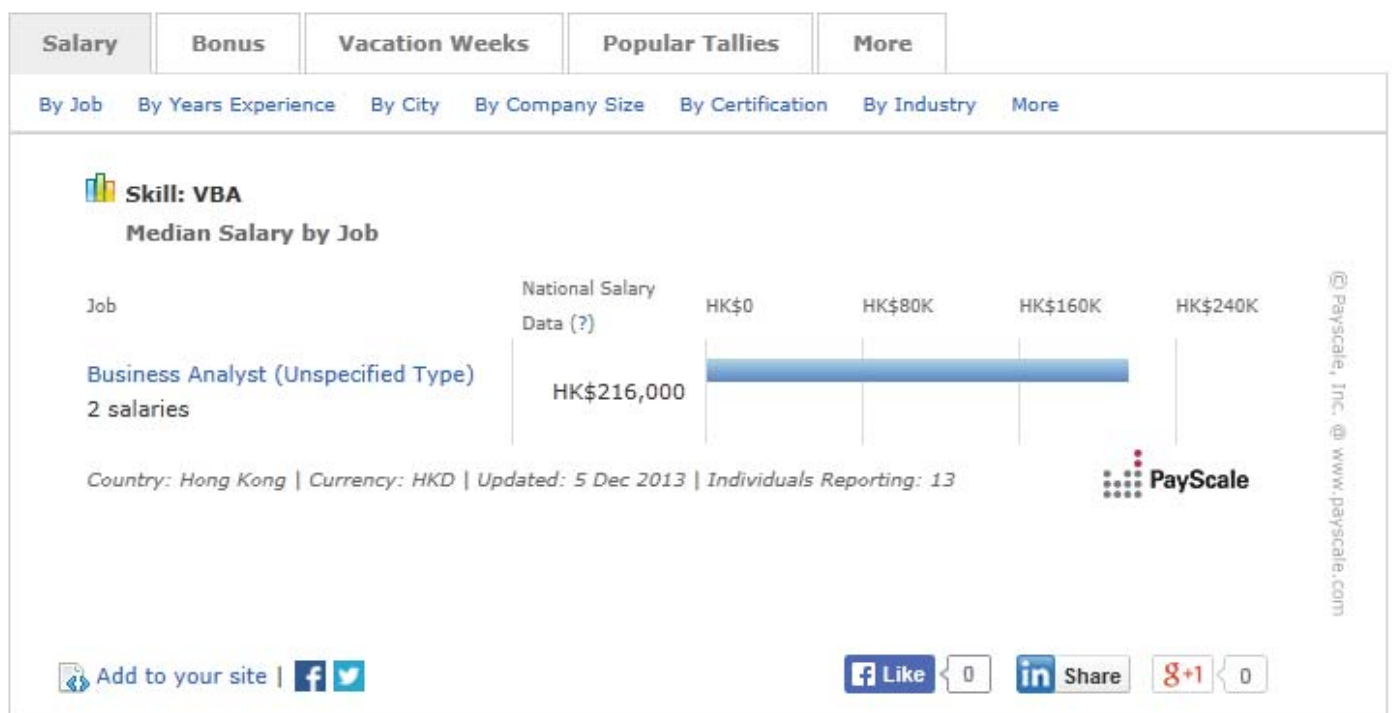 Salary Bonus Vacation Weeks Popular Tallies More
By Job By Years Experience By City By Company Size By Certification By Industry More
Skill: VBA
Median Salary by Job
Job National Salary Data (?) HK$0 HK$80K HK$160K HK$240K
Business Analyst (Unspecified Type)
2 salaries
HK$216,000
Country: Hong Kong | Currency: HKD | Updated: 5 Dec 2013 | Individuals Reporting: 13
PayScale
© Payscale, Inc. @ www.payscale.com
Add to your site |
Like 0 in Share g+1 0